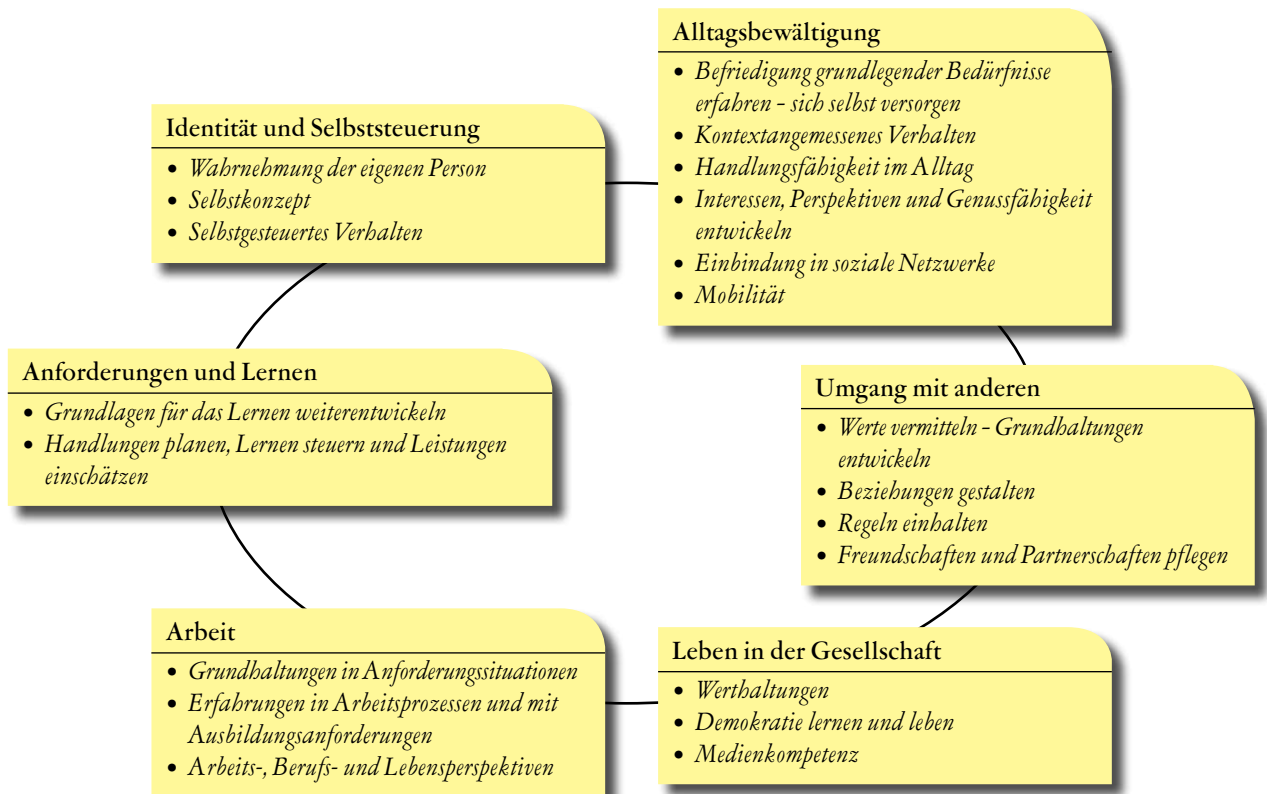 Alltagsbewältigung
• Befriedigung grundlegender Bedürfnisse
erfahren – sich selbst versorgen
• Kontextangemessenes Verhalten
• Handlungsfähigkeit im Alltag
• Interessen, Perspektiven und Genussfähigkeit
entwickeln
• Einbindung in soziale Netzwerke
• Mobilität
Identität und Selbststeuerung
• Wahrnehmung der eigenen Person
• Selbstkonzept
• Selbstgesteuertes Verhalten
Anforderungen und Lernen
• Grundlagen für das Lernen weiterentwickeln
• Handlungen planen, Lernen steuern und Leistungen
einschätzen
Umgang mit anderen
• Werte vermitteln – Grundhaltungen
entwickeln
• Beziehungen gestalten
• Regeln einhalten
• Freundschaften und Partnerschaften pflegen
Arbeit
• Grundhaltungen in Anforderungssituationen
• Erfahrungen in Arbeitsprozessen und mit
Ausbildungsanforderungen
• Arbeits-, Berufs- und Lebensperspektiven
Leben in der Gesellschaft
• Werthaltungen
• Demokratie lernen und leben
• Medienkompetenz